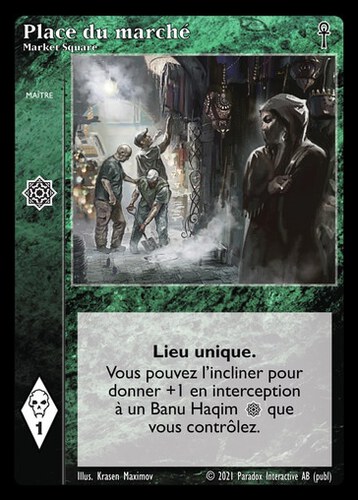 Place du marché
Market Square
MAÎTRE
Lieu unique.
Vous pouvez l'incliner pour
donner +1 en interception
à un Banu Haqim que
vous contrôlez.
1
Illus. Krasen Maximov © 2021 Paradox Interactive AB (publ)